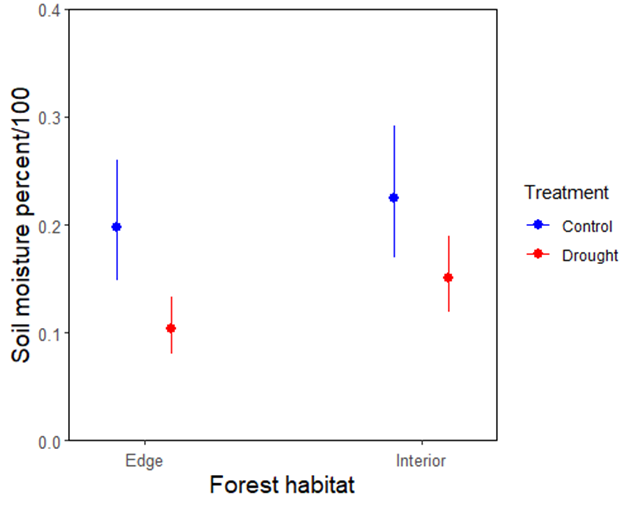 0.4
0.3
0.2
0.1
0.0
Soil moisture percent/100
Edge
Interior
Forest habitat
Treatment
Control
Drought